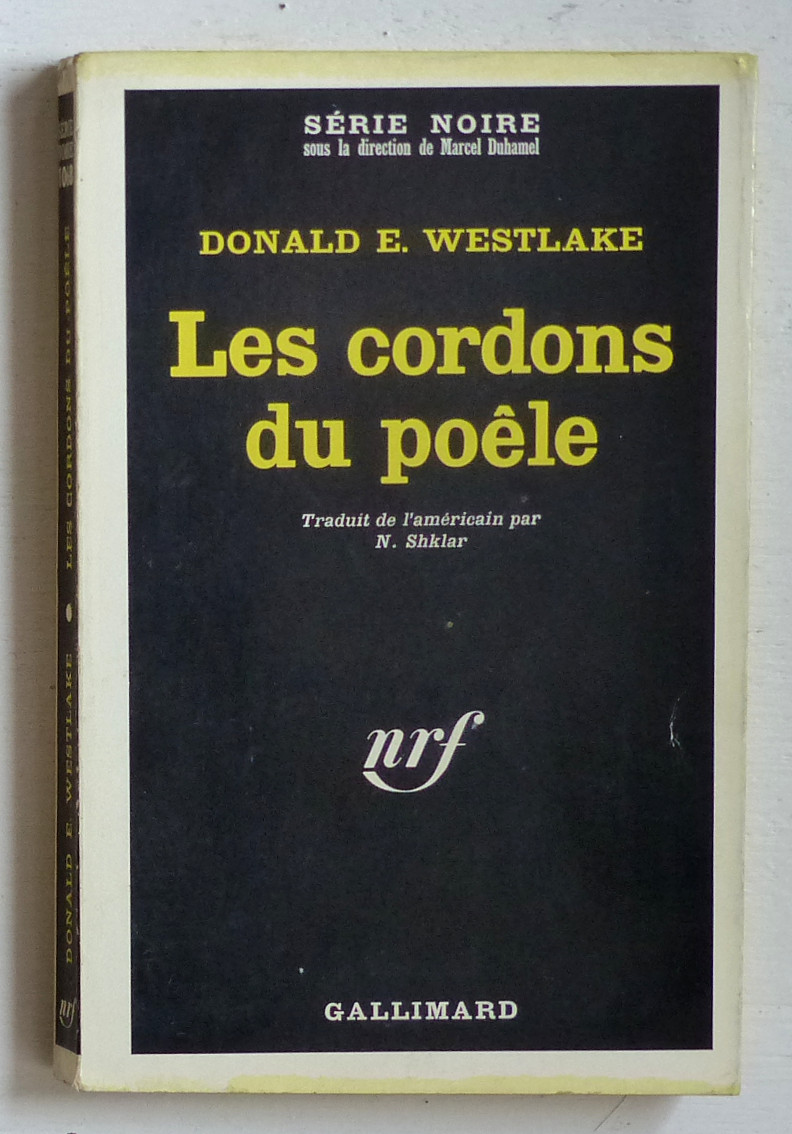 SÉRIE NOIRE
sous la direction de Marcel Duhamel
DONALD E. WESTLAKE
Les cordons
du poêle
Traduit de l'américain par
N. Shklar
nrf
GALLIMARD
DONALD E. WESTLAKE • LES CORDONS DU POÊLE
nrf